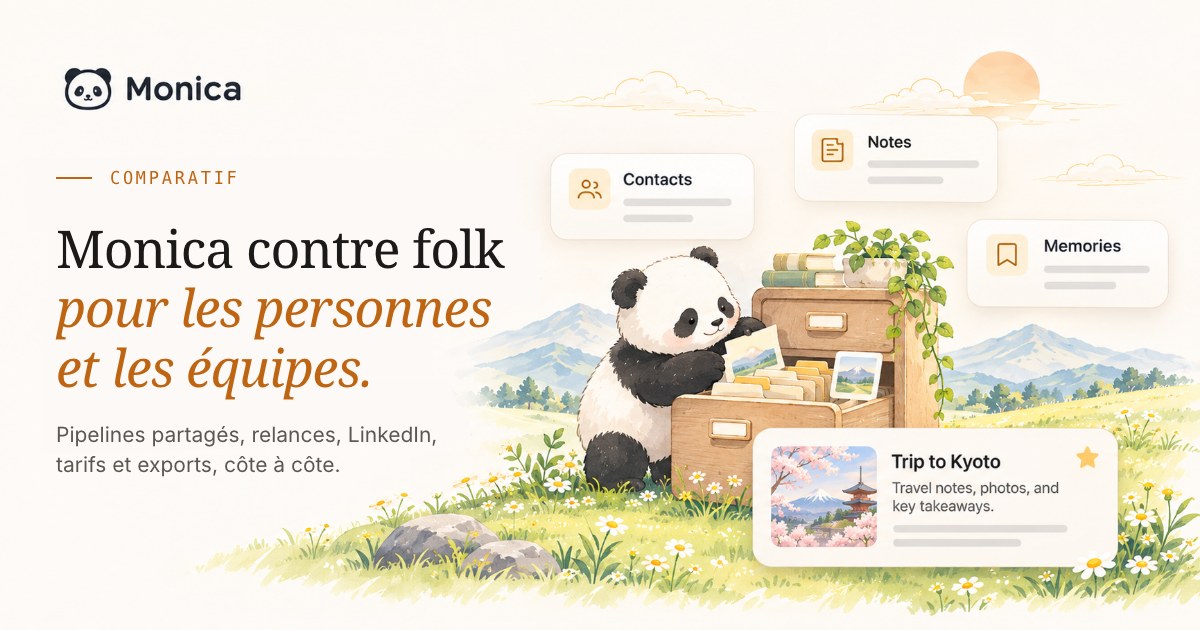 Monica
COMPARATIF
Monica contre folk
pour les personnes
et les équipes.
Pipelines partagés, relances, LinkedIn,
tarifs et exports, côte à côte.
Contacts
Notes
Memories
Trip to Kyoto
Travel notes, photos, and
key takeaways.